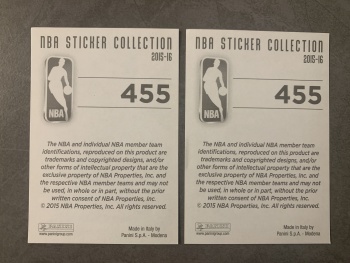 NBA STICKER COLLECTION
2015-16
455
NBA
The NBA and individual NBA member team
identifications, reproduced on this product are
trademarks and copyrighted designs, and/or
other forms of intellectual property that are the
exclusive property of NBA Properties, Inc. and
the respective NBA member teams and may not
be used, in whole or in part, without the prior
written consent of NBA Properties, Inc.
© 2015 NBA Properties, Inc. All rights reserved.
PANINI
www.paninigroup.com
Made in Italy by
Panini S.p.A. - Modena
NBA STICKER COLLECTION
2015-16
455
NBA
The NBA and individual NBA member team
identifications, reproduced on this product are
trademarks and copyrighted designs, and/or
other forms of intellectual property that are the
exclusive property of NBA Properties, Inc. and
the respective NBA member teams and may not
be used, in whole or in part, without the prior
written consent of NBA Properties, Inc.
© 2015 NBA Properties, Inc. All rights reserved.
PANINI
www.paninigroup.com
Made in Italy by
Panini S.p.A. - Modena